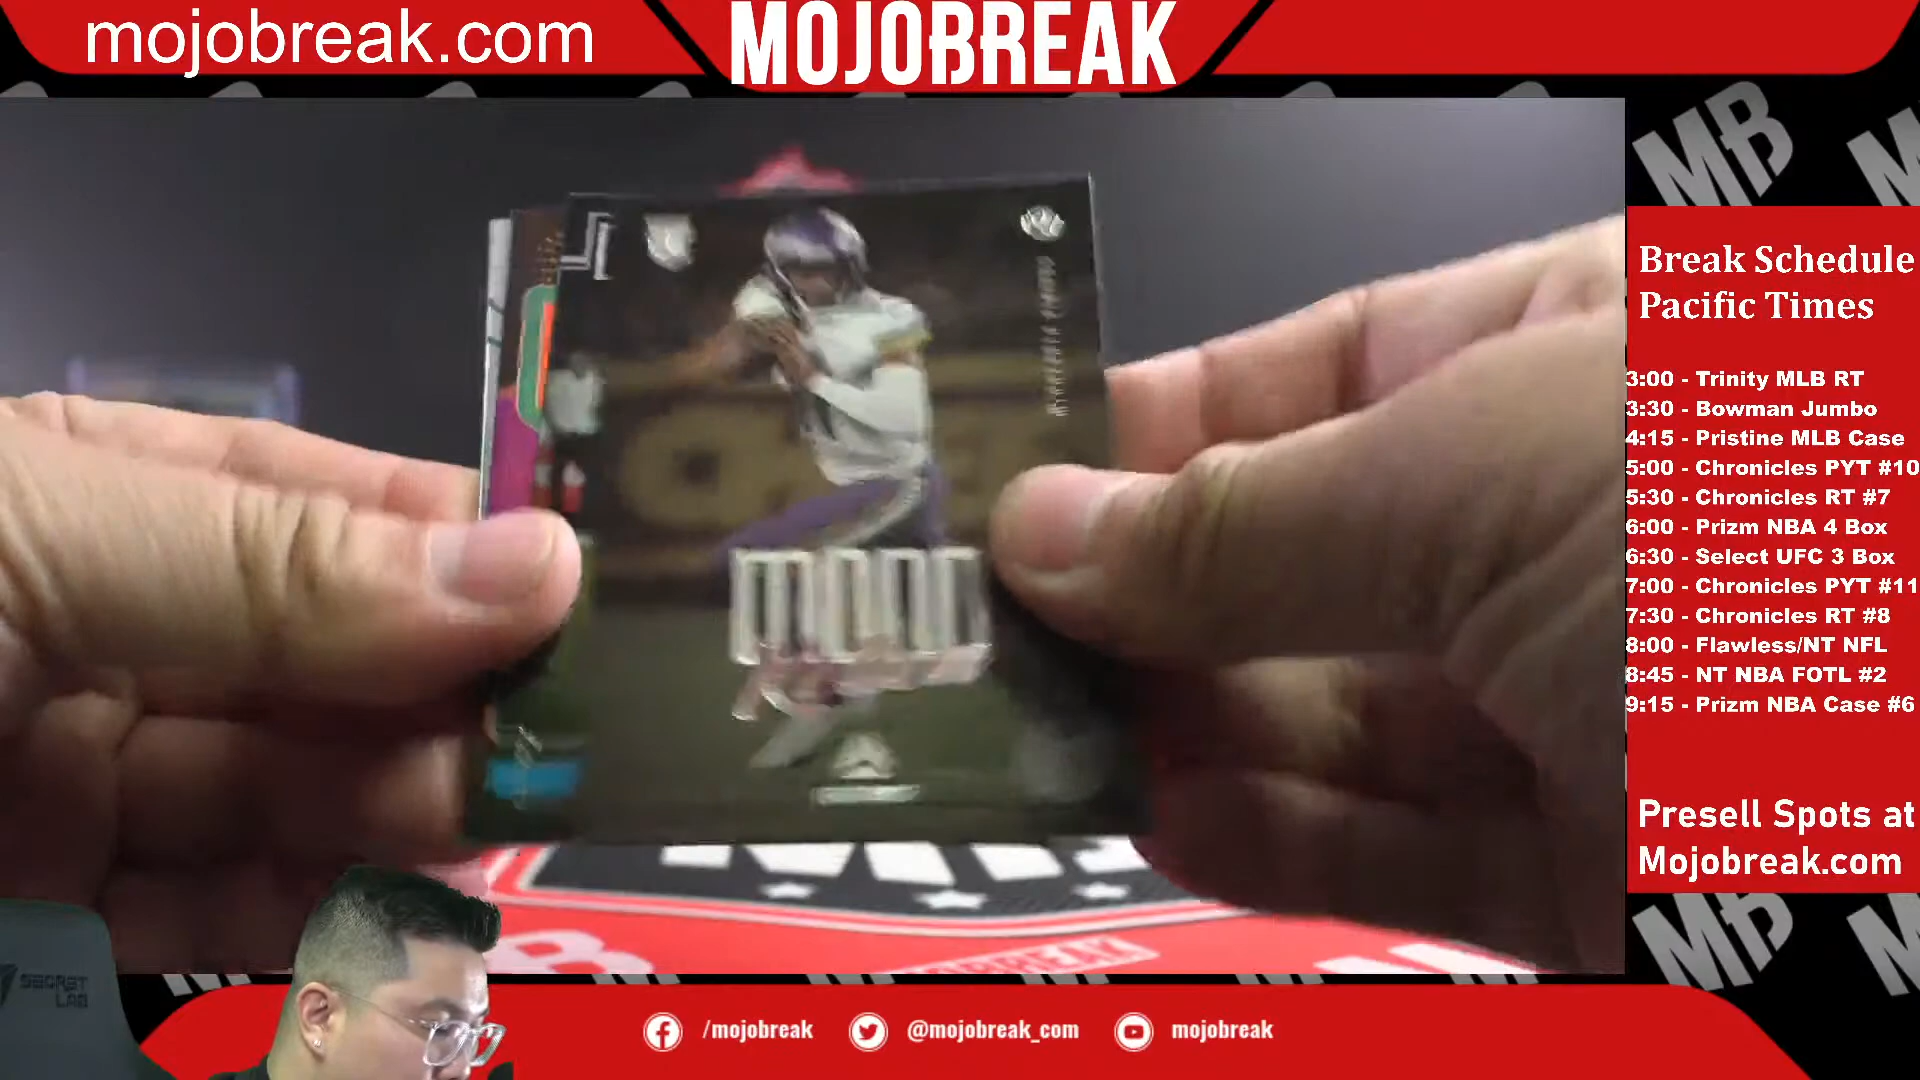 mojobreak.com
MOJOBREAK
MB
Break Schedule
Pacific Times
3:00 - Trinity MLB RT
3:30 - Bowman Jumbo
4:15 - Pristine MLB Case
5:00 - Chronicles PYT #10
5:30 - Chronicles RT #7
6:00 - Prizm NBA 4 Box
6:30 - Select UFC 3 Box
7:00 - Chronicles PYT #11
7:30 - Chronicles RT #8
8:00 - Flawless/NT NFL
8:45 - NT NBA FOTL #2
9:15 - Prizm NBA Case #6
Presell Spots at
Mojobreak.com
MB
SECRET
LAB
/mojobreak
@mojobreak_com
mojobreak